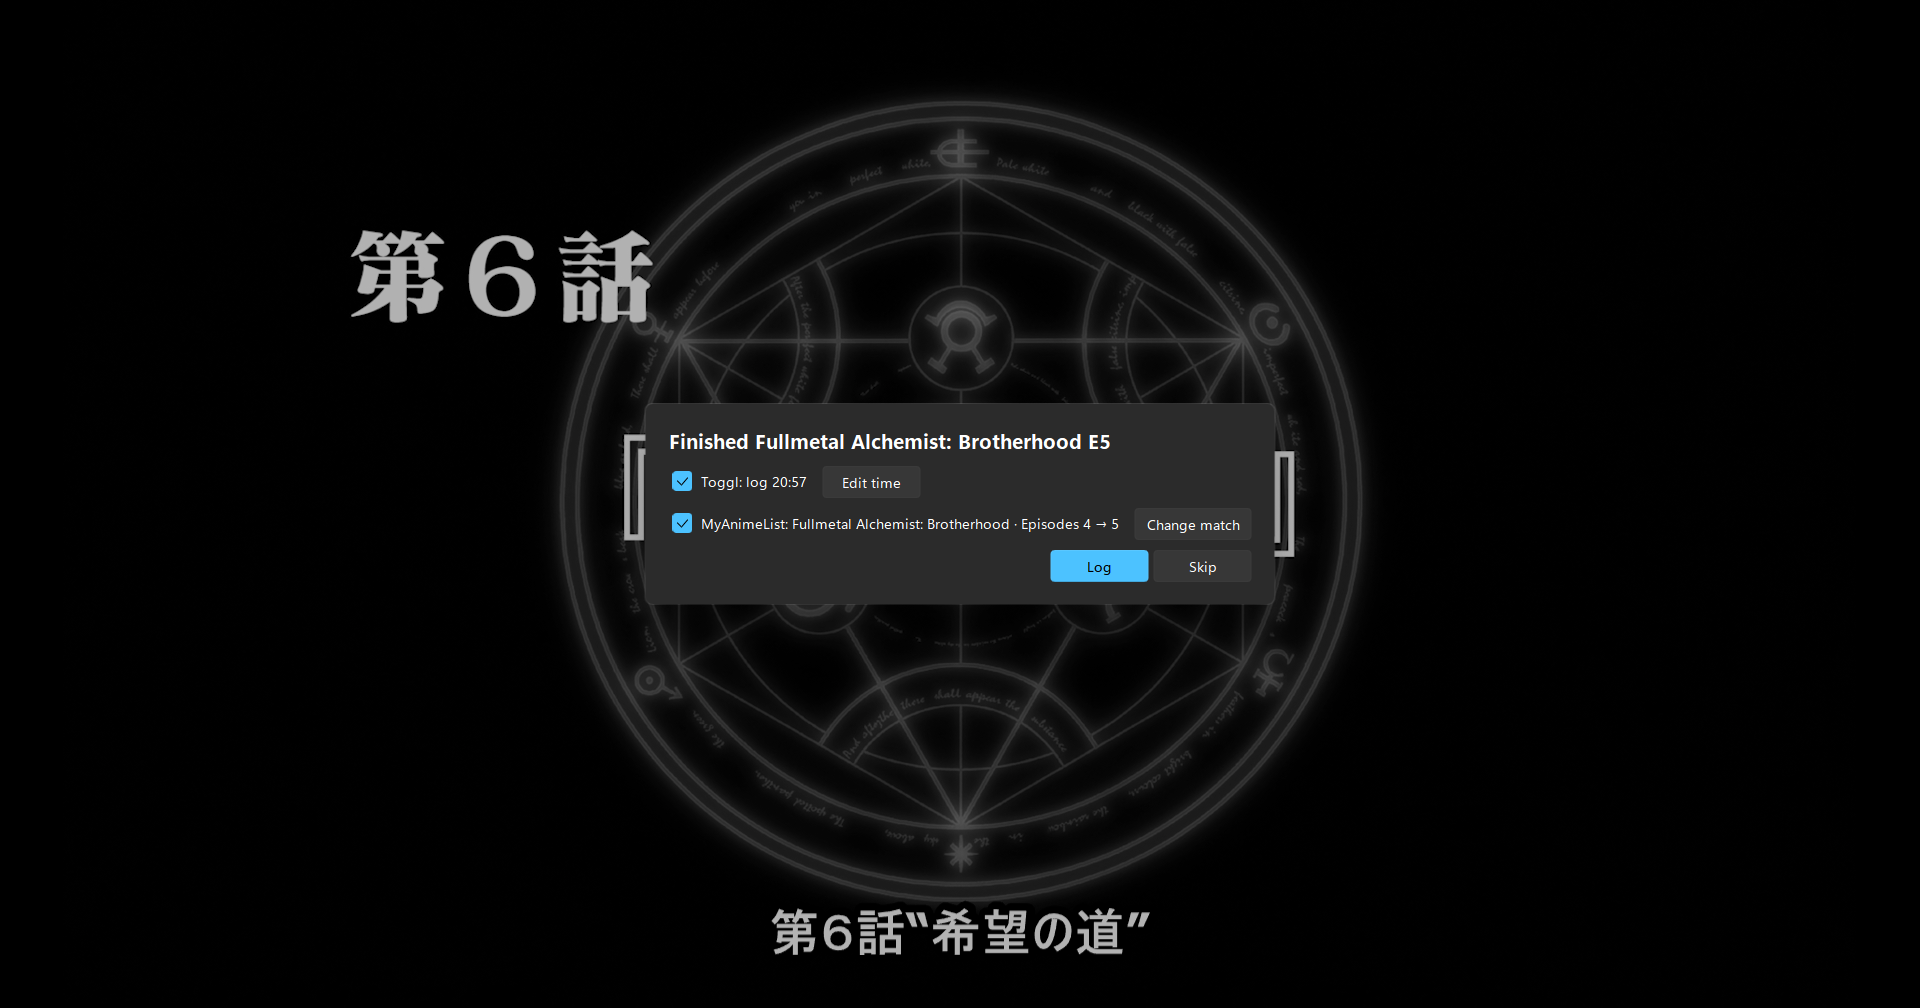 第6話
Finished Fullmetal Alchemist: Brotherhood E5
Toggl: log 20:57
Edit time
MyAnimeList: Fullmetal Alchemist: Brotherhood · Episodes 4 → 5
Change match
Log
Skip
第6話“希望の道”